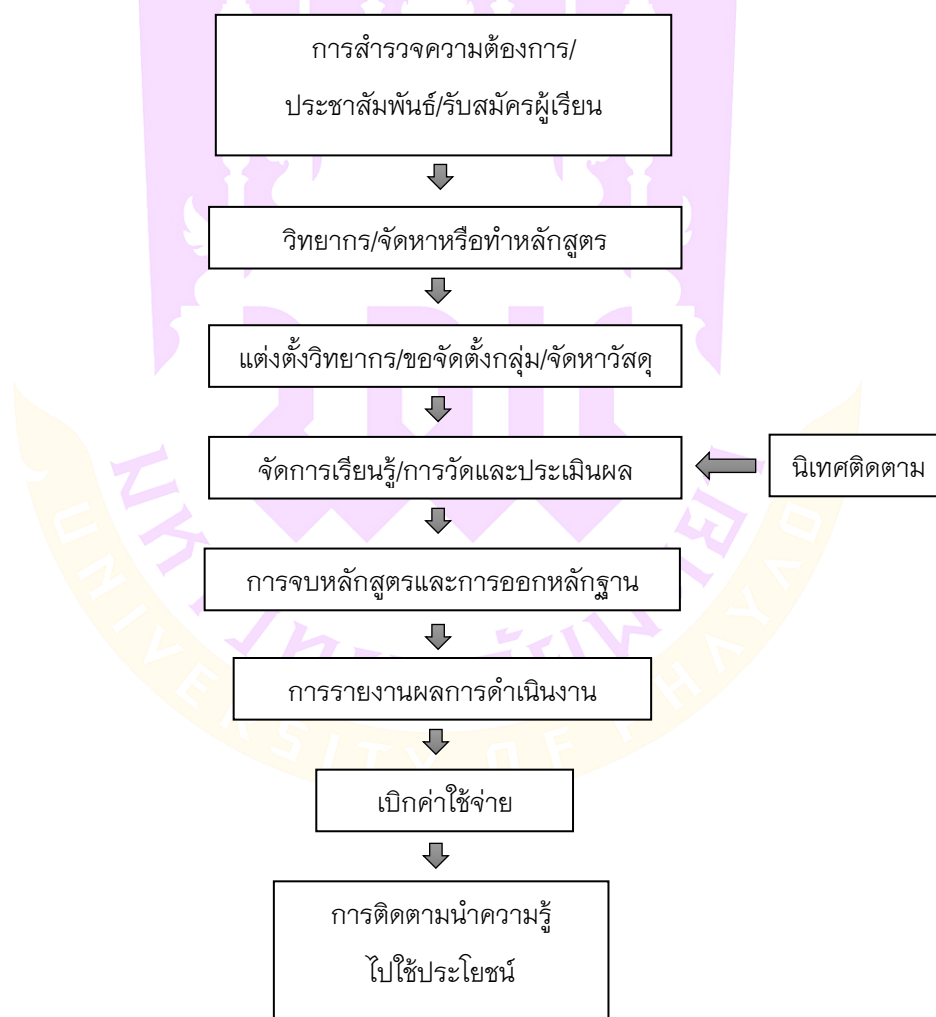 การสำรวจความต้องการ/
ประชาสัมพันธ์/รับสมัครผู้เรียน
วิทยากร/จัดหาหรือทำหลักสูตร
แต่งตั้งวิทยากร/ขอจัดตั้งกลุ่ม/จัดหาวัสดุ
จัดการเรียนรู้/การวัดและประเมินผล
นิเทศติดตาม
การจบหลักสูตรและการออกหลักฐาน
การรายงานผลการดำเนินงาน
เบิกค่าใช้จ่าย
การติดตามนำความรู้
ไปใช้ประโยชน์
UNIVERSITY OF PHAYAO